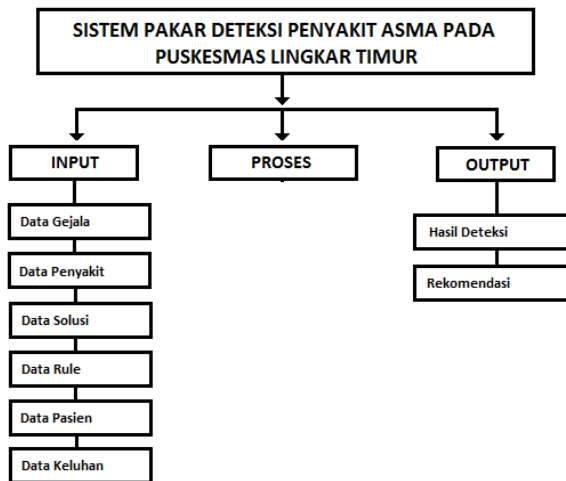 SISTEM PAKAR DETEKSI PENYAKIT ASMA PADA
PUSKESMAS LINGKAR TIMUR
INPUT
PROSES
OUTPUT
Data Gejala
Data Penyakit
Data Solusi
Data Rule
Data Pasien
Data Keluhan
Hasil Deteksi
Rekomendasi